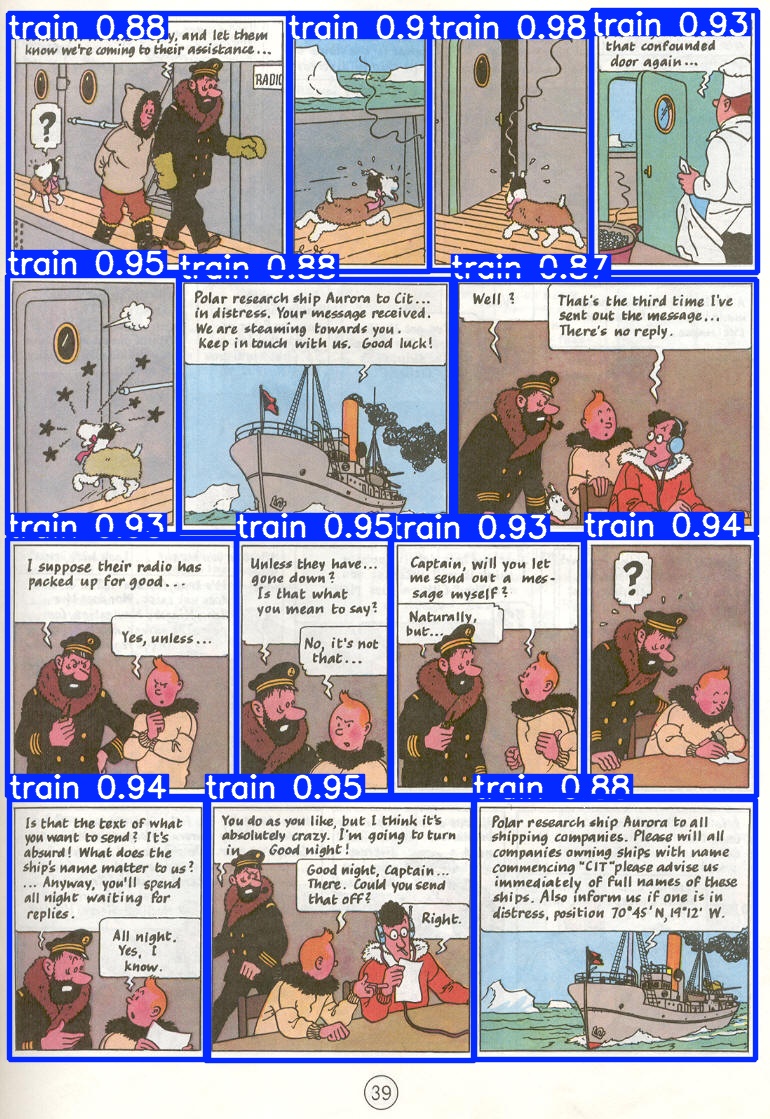 train 0.88
train 0.9
train 0.98
train 0.93
y, and let them
know we're coming to their assistance...
RADIO
?
that confounded
door again...
train 0.95
train 0.88
train 0.87
Polar research ship Aurora to Cit...
in distress. Your message received.
We are steaming towards you.
Keep in touch with us. Good luck!
Well?
That's the third time I've
sent out the message...
There's no reply.
train 0.93
train 0.95
train 0.93
train 0.94
I suppose their radio has
packed up for good...
Yes, unless...
Unless they have...
gone down?
Is that what
you mean to say?
No, it's not
that...
Captain, will you let
me send out a mes-
sage myself?
Naturally,
but...
?
train 0.94
train 0.95
train 0.88
Is that the text of what
you want to send? It's
absurd! What does the
ship's name matter to us?
... Anyway, you'll spend
all night waiting for
replies.
All night.
Yes, I
know.
You do as you like, but I think it's
absolutely crazy. I'm going to turn
in. Good night!
Good night, Captain...
There. Could you send
that off?
Right.
Polar research ship Aurora to all
shipping companies. Please will all
companies owning ships with name
commencing "CIT" please advise us
immediately of full names of these
ships. Also inform us if one is in
distress, position 70°45' N, 19°12' W.
39